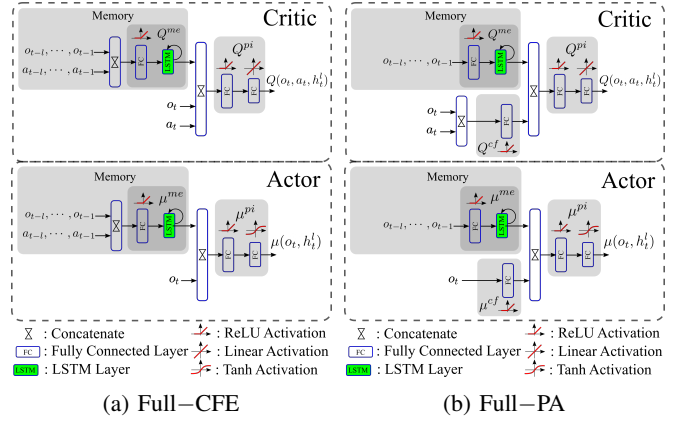 Critic
Memory
Q^{me}
o_{t−l}, ⋯ , o_{t−1}
a_{t−l}, ⋯ , a_{t−1}
FC
LSTM
Q^{pi}
FC FC
Q(o_t, a_t, h_t^l)
o_t
a_t
Actor
Memory
μ^{me}
o_{t−l}, ⋯ , o_{t−1}
a_{t−l}, ⋯ , a_{t−1}
FC
LSTM
μ^{pi}
FC FC
μ(o_t, h_t^l)
o_t
: Concatenate
: ReLU Activation
FC : Fully Connected Layer
: Linear Activation
LSTM : LSTM Layer
: Tanh Activation
(a) Full−CFE
Critic
Memory
Q^{me}
o_{t−l}, ⋯ , o_{t−1}
FC
LSTM
Q^{pi}
FC FC
Q(o_t, a_t, h_t^l)
o_t
a_t
FC
Q^{cf}
Actor
Memory
μ^{me}
o_{t−l}, ⋯ , o_{t−1}
FC
LSTM
μ^{pi}
FC FC
μ(o_t, h_t^l)
o_t
FC
μ^{cf}
: Concatenate
: ReLU Activation
FC : Fully Connected Layer
: Linear Activation
LSTM : LSTM Layer
: Tanh Activation
(b) Full−PA